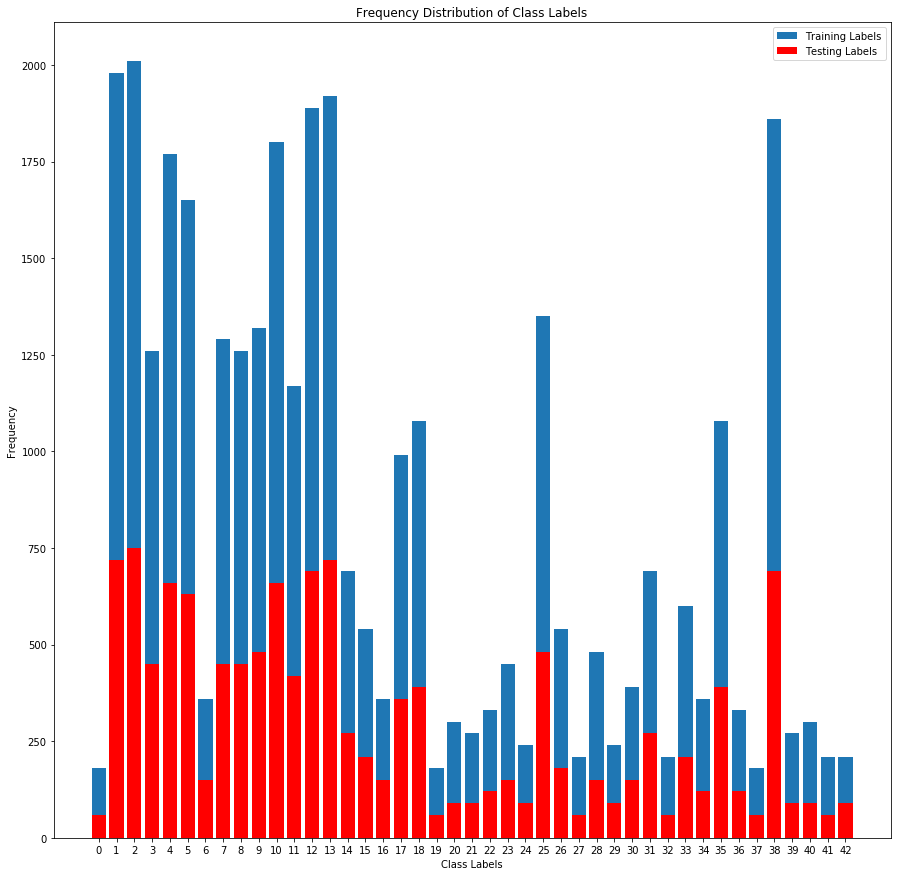 Frequency Distribution of Class Labels
Training Labels
Testing Labels
2000
1750
1500
1250
1000
750
500
250
0
Frequency
0 1 2 3 4 5 6 7 8 9 10 11 12 13 14 15 16 17 18 19 20 21 22 23 24 25 26 27 28 29 30 31 32 33 34 35 36 37 38 39 40 41 42
Class Labels